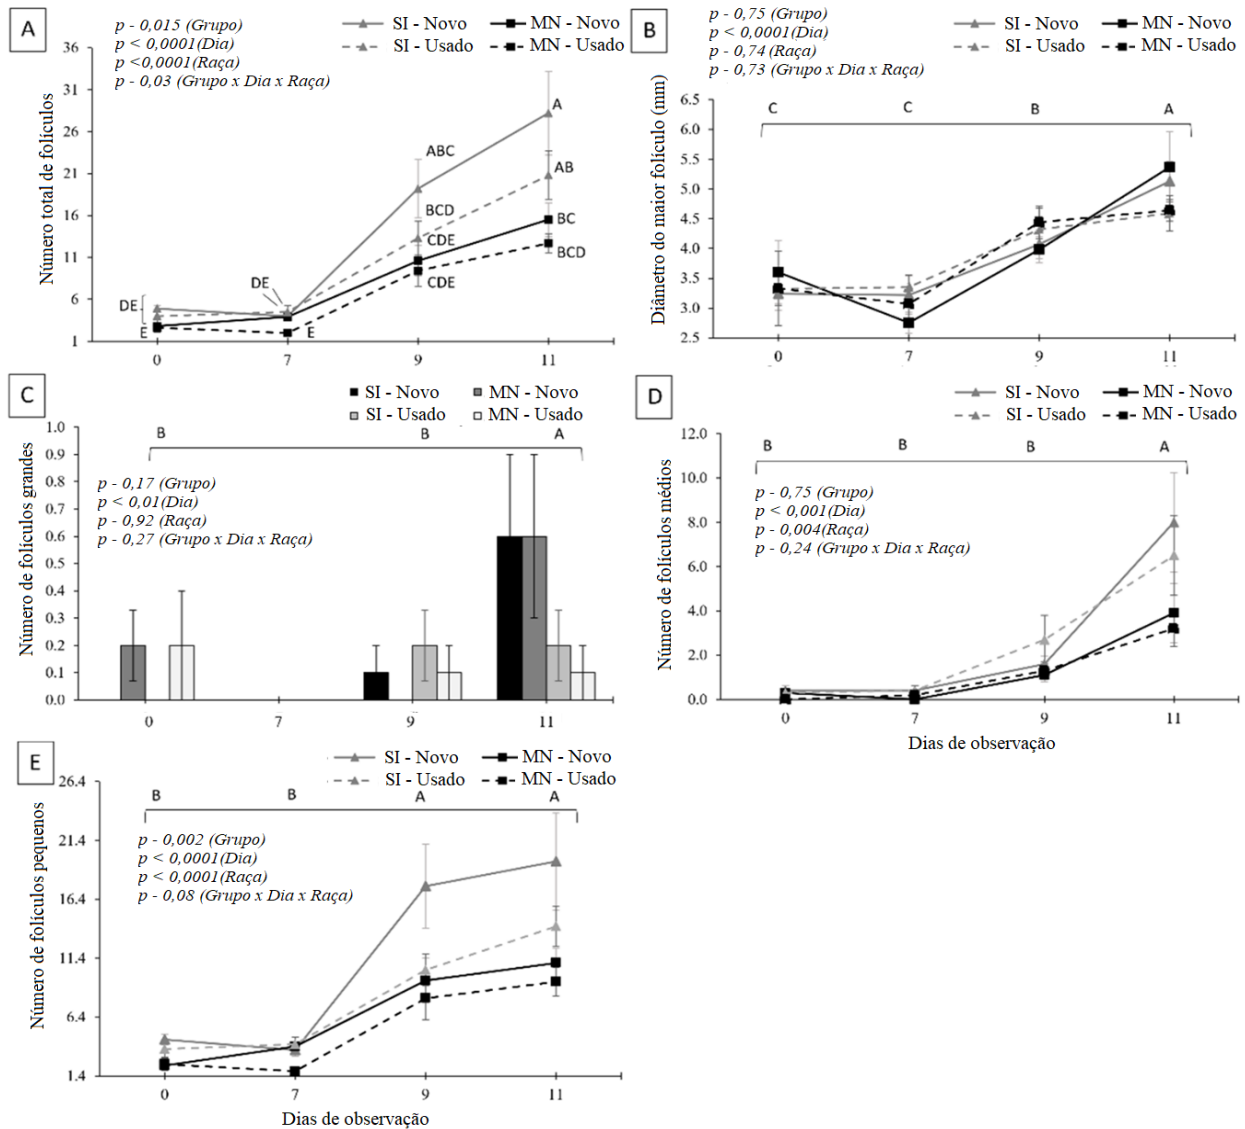 A
p - 0,015 (Grupo)
p < 0,0001(Dia)
p <0,0001(Raça)
p - 0,03 (Grupo x Dia x Raça)
SI - Novo
MN - Novo
SI - Usado
MN - Usado
Número total de folículos
36
31
26
21
16
11
6
1
0
7
9
11
DE
E
DE
E
ABC
BCD
CDE
CDE
A
AB
BC
BCD
B
p - 0,75 (Grupo)
p < 0,0001(Dia)
p - 0,74 (Raça)
p - 0,73 (Grupo x Dia x Raça)
SI - Novo
MN - Novo
SI - Usado
MN - Usado
Diâmetro do maior folículo (mm)
6.5
6.0
5.5
5.0
4.5
4.0
3.5
3.0
2.5
C
C
B
A
0
7
9
11
C
SI - Novo
MN - Novo
SI - Usado
MN - Usado
Número de folículos grandes
1.0
0.9
0.8
0.7
0.6
0.5
0.4
0.3
0.2
0.1
0.0
B
B
A
p - 0,17 (Grupo)
p < 0,01(Dia)
p - 0,92 (Raça)
p - 0,27 (Grupo x Dia x Raça)
0
7
9
11
D
SI - Novo
MN - Novo
SI - Usado
MN - Usado
Número de folículos médios
12.0
10.0
8.0
6.0
4.0
2.0
0.0
B
B
B
A
p - 0,75 (Grupo)
p < 0,001(Dia)
p - 0,004(Raça)
p - 0,24 (Grupo x Dia x Raça)
0
7
9
11
Dias de observação
E
SI - Novo
MN - Novo
SI - Usado
MN - Usado
Número de folículos pequenos
26.4
21.4
16.4
11.4
6.4
1.4
B
B
A
A
p - 0,002 (Grupo)
p < 0,0001(Dia)
p < 0,0001(Raça)
p - 0,08 (Grupo x Dia x Raça)
0
7
9
11
Dias de observação